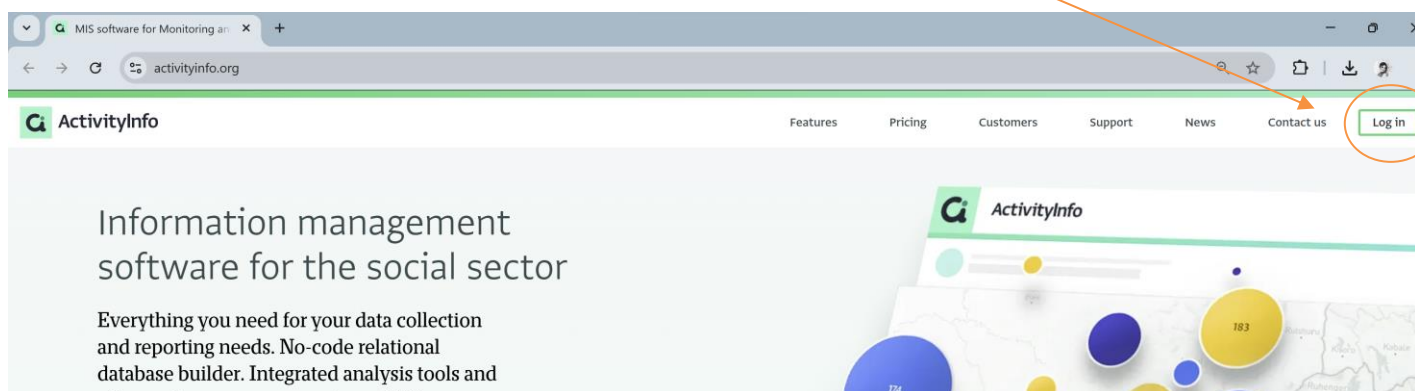 MIS software for Monitoring an
activityinfo.org
ActivityInfo
Features Pricing Customers Support News Contact us Log in
Information management
software for the social sector
Everything you need for your data collection
and reporting needs. No-code relational
database builder. Integrated analysis tools and
ActivityInfo
183
174
Kabale